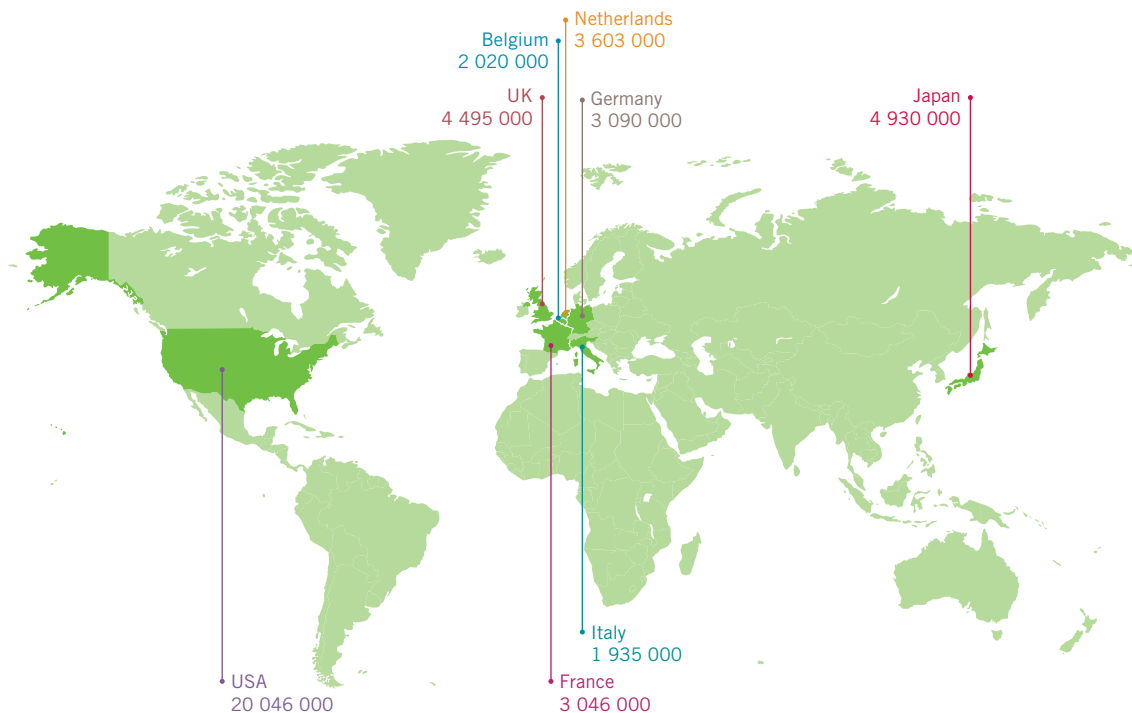 Netherlands
3 603 000
Belgium
2 020 000
UK
4 495 000
Germany
3 090 000
Japan
4 930 000
Italy
1 935 000
USA
20 046 000
France
3 046 000